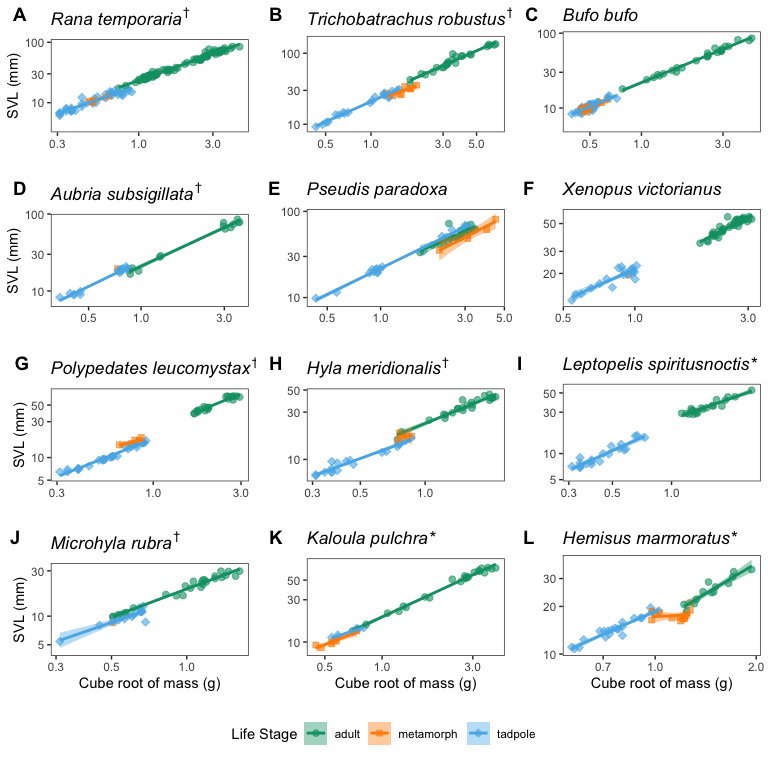 A Rana temporaria† B Trichobatrachus robustus† C Bufo bufo
SVL (mm)
100
30
10
0.3 1.0 3.0
100
30
10
0.5 1.0 3.0 5.0
100
30
10
0.5 1.0 3.0
D Aubria subsigillata† E Pseudis paradoxa F Xenopus victorianus
SVL (mm)
100
30
10
0.5 1.0 3.0
100
30
10
0.5 1.0 3.0 5.0
50
30
20
0.5 1.0 3.0
G Polypedates leucomystax† H Hyla meridionalis† I Leptopelis spiritusnoctis*
SVL (mm)
50
30
10
5
0.3 1.0 3.0
50
30
10
0.3 0.5 1.0
50
30
10
5
0.3 0.5 1.0
J Microhyla rubra† K Kaloula pulchra* L Hemisus marmoratus*
SVL (mm)
30
10
5
0.3 0.5 1.0
50
30
10
0.5 1.0 3.0
30
20
10
0.7 1.0 2.0
Cube root of mass (g) Cube root of mass (g) Cube root of mass (g)
Life Stage adult metamorph tadpole